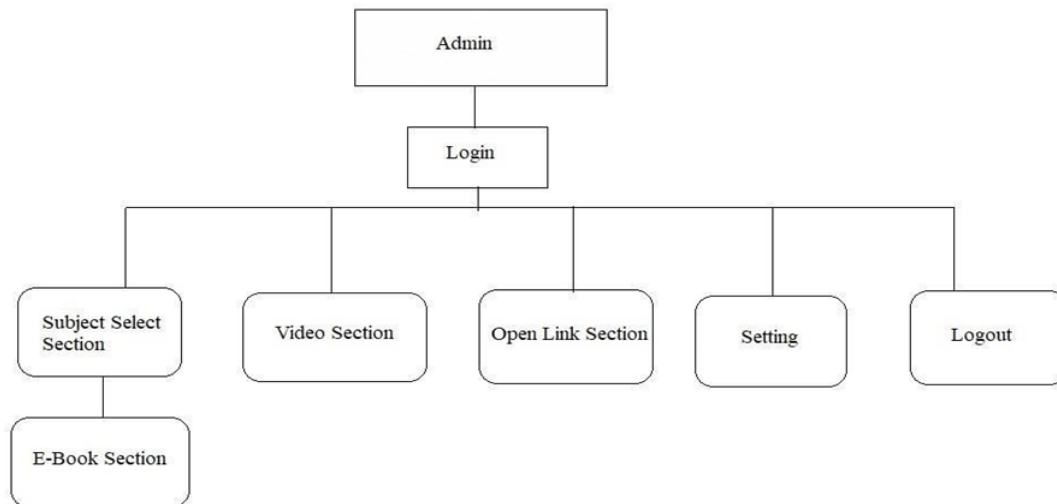 Admin
Login
Subject Select
Section
Video Section
Open Link Section
Setting
Logout
E-Book Section